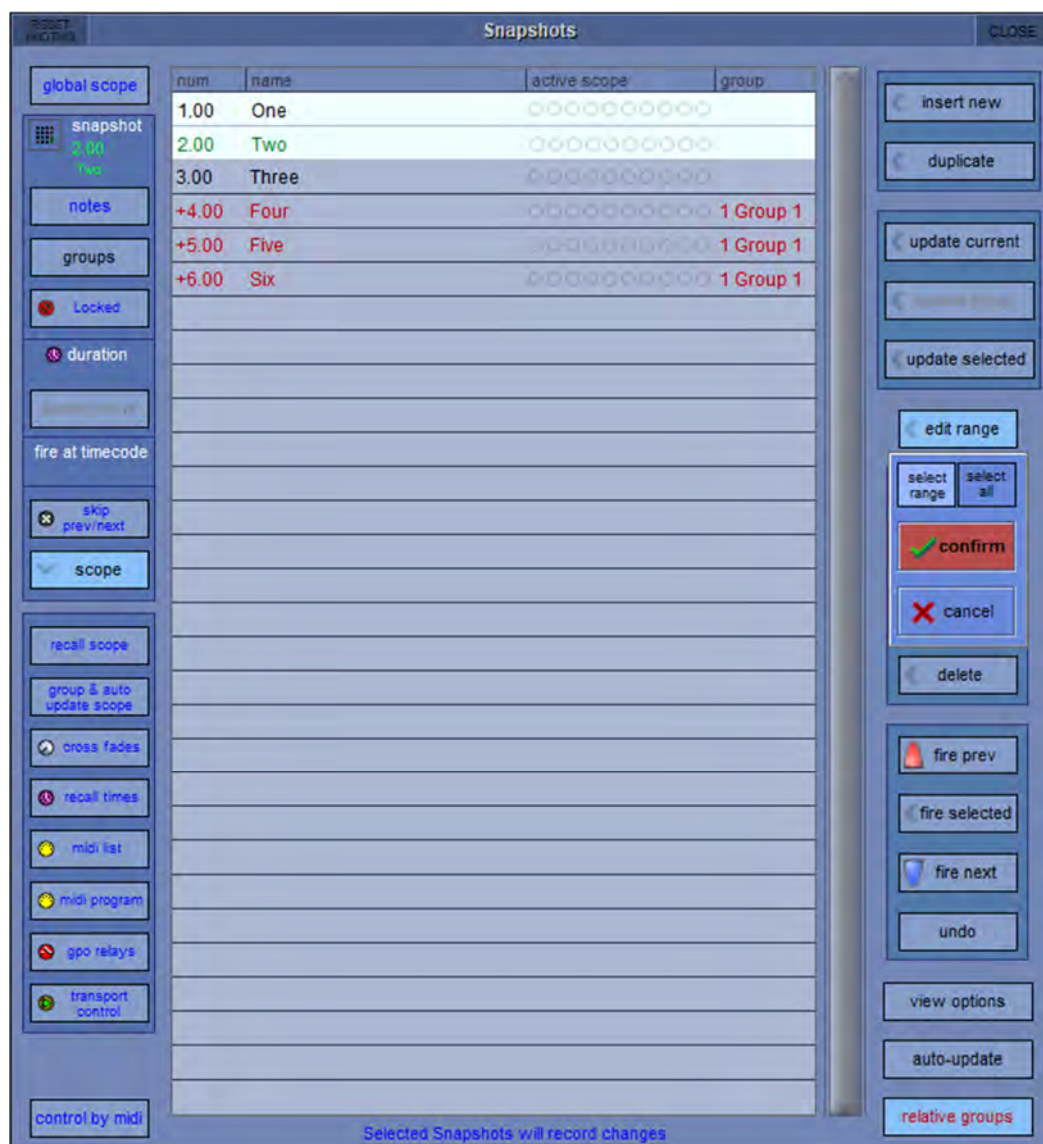 Snapshots
CLOSE
global scope
snapshot
2.00
Two
notes
groups
Locked
duration
fire at timecode
skip
prev/next
scope
recall scope
group & auto
update scope
cross fades
recall times
midi list
midi program
gpo relays
transport
control
control by midi
num name active scope group
1.00 One
2.00 Two
3.00 Three
+4.00 Four 1 Group 1
+5.00 Five 1 Group 1
+6.00 Six 1 Group 1
Selected Snapshots will record changes
insert new
duplicate
update current
update selected
edit range
select
range
select
all
confirm
cancel
delete
fire prev
fire selected
fire next
undo
view options
auto-update
relative groups